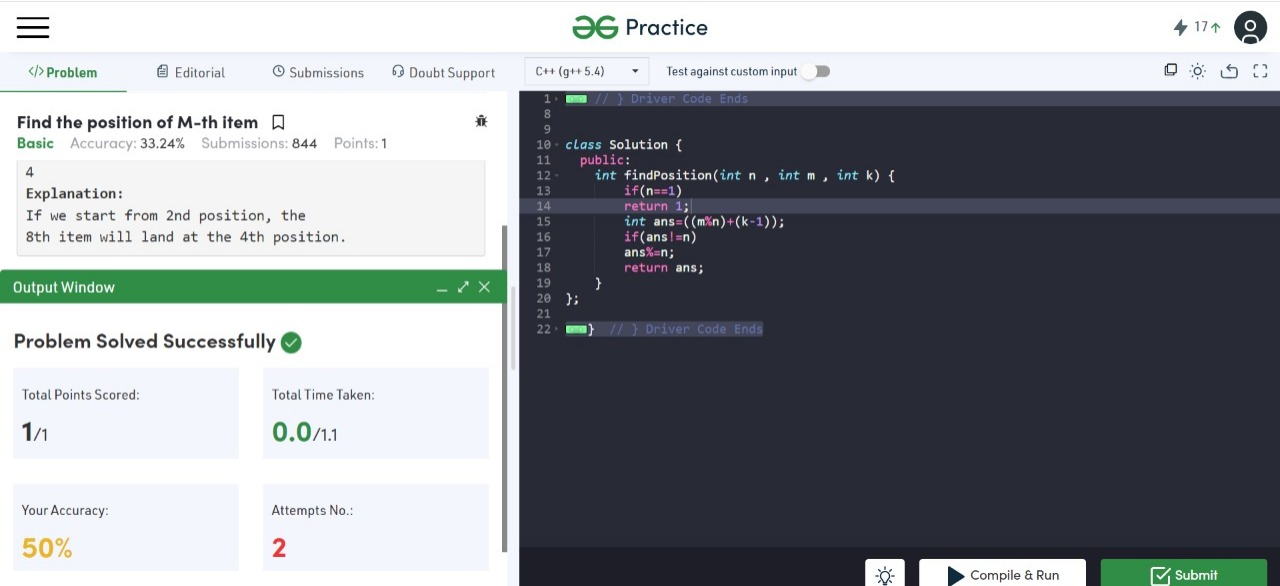 Practice
17
Problem
Editorial
Submissions
Doubt Support
C++ (g++ 5.4)
Test against custom input
Find the position of M-th item
Basic Accuracy: 33.24% Submissions: 844 Points: 1
4
Explanation:
If we start from 2nd position, the
8th item will land at the 4th position.
Output Window
Problem Solved Successfully
Total Points Scored:
1/1
Total Time Taken:
0.0/1.1
Your Accuracy:
50%
Attempts No.:
2
1 // } Driver Code Ends
8
9
10 class Solution {
11 public:
12 int findPosition(int n , int m , int k) {
13 if(n==1)
14 return 1;
15 int ans=((m%n)+(k-1));
16 if(ans!=n)
17 ans%=n;
18 return ans;
19 }
20 };
21
22 } // } Driver Code Ends
Compile & Run
Submit